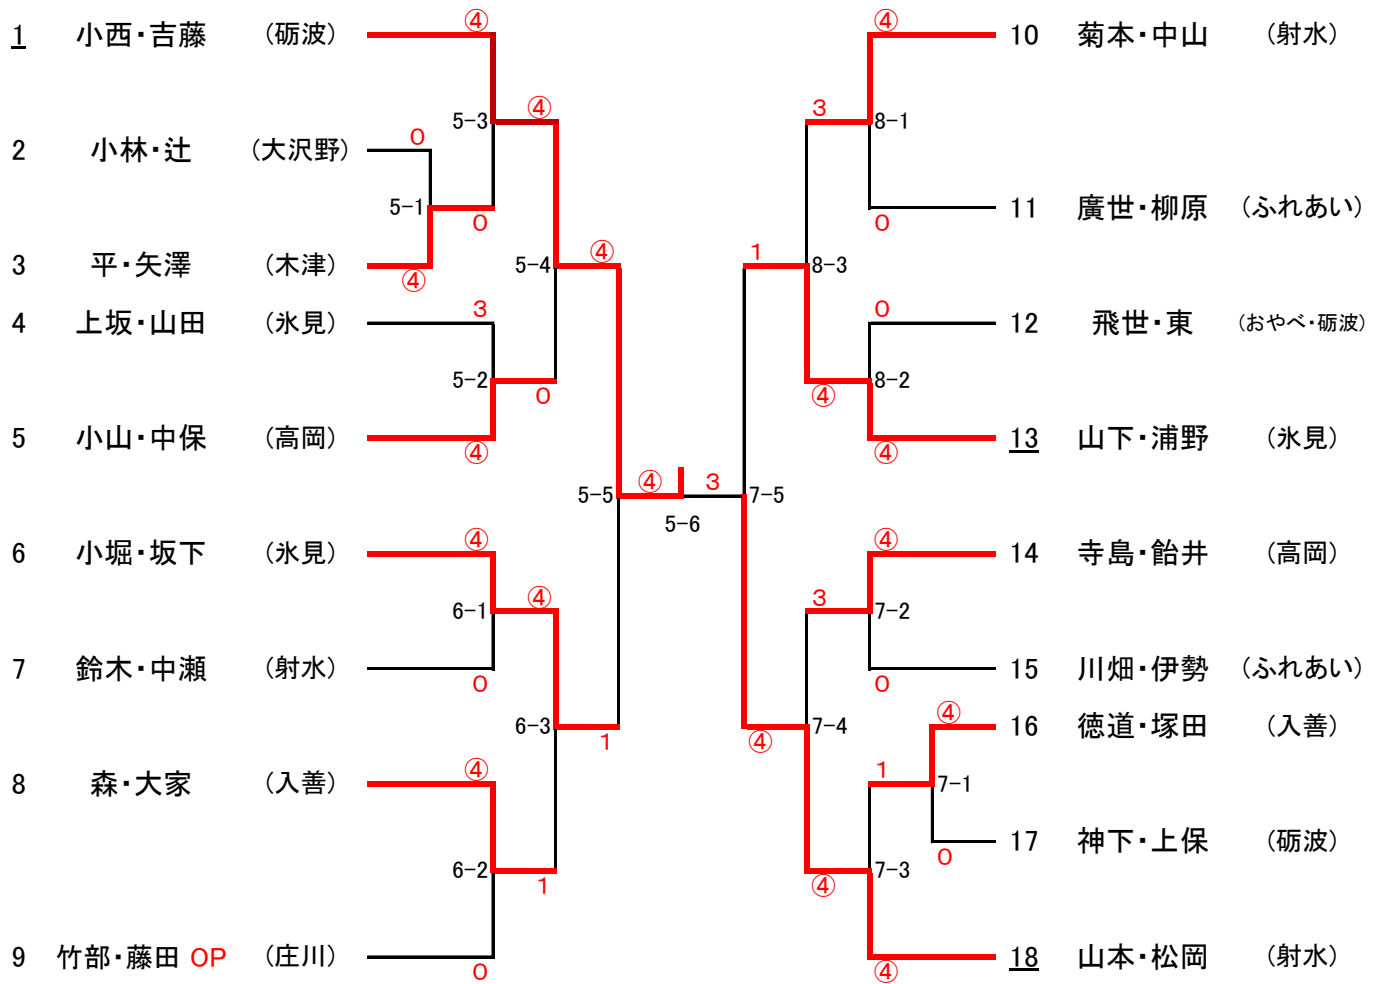 ④ ④
1 小西・吉藤 (砺波) 10 菊本・中山 (射水)
④ 3
5-3 8-1
0
2 小林・辻 (大沢野)
5-1 11 廣世・柳原 (ふれあい)
0 0
④ 1
3 平・矢澤 (木津) 5-4 8-3
④
3 0
4 上坂・山田 (氷見) 12 飛世・東 (おやべ・砺波)
5-2 8-2
0 ④
5 小山・中保 (高岡) 13 山下・浦野 (氷見)
④ ④
④ 3
5-5 7-5
5-6
④ ④
6 小堀・坂下 (氷見) 14 寺島・飴井 (高岡)
④ 3
6-1 7-2
7 鈴木・中瀬 (射水) 15 川畑・伊勢 (ふれあい)
0 0
④
6-3 7-4 16 徳道・塚田 (入善)
1 ④
④ 1
8 森・大家 (入善) 7-1
17 神下・上保 (砺波)
0
6-2 7-3
1 ④
9 竹部・藤田 OP (庄川) 18 山本・松岡 (射水)
0 ④